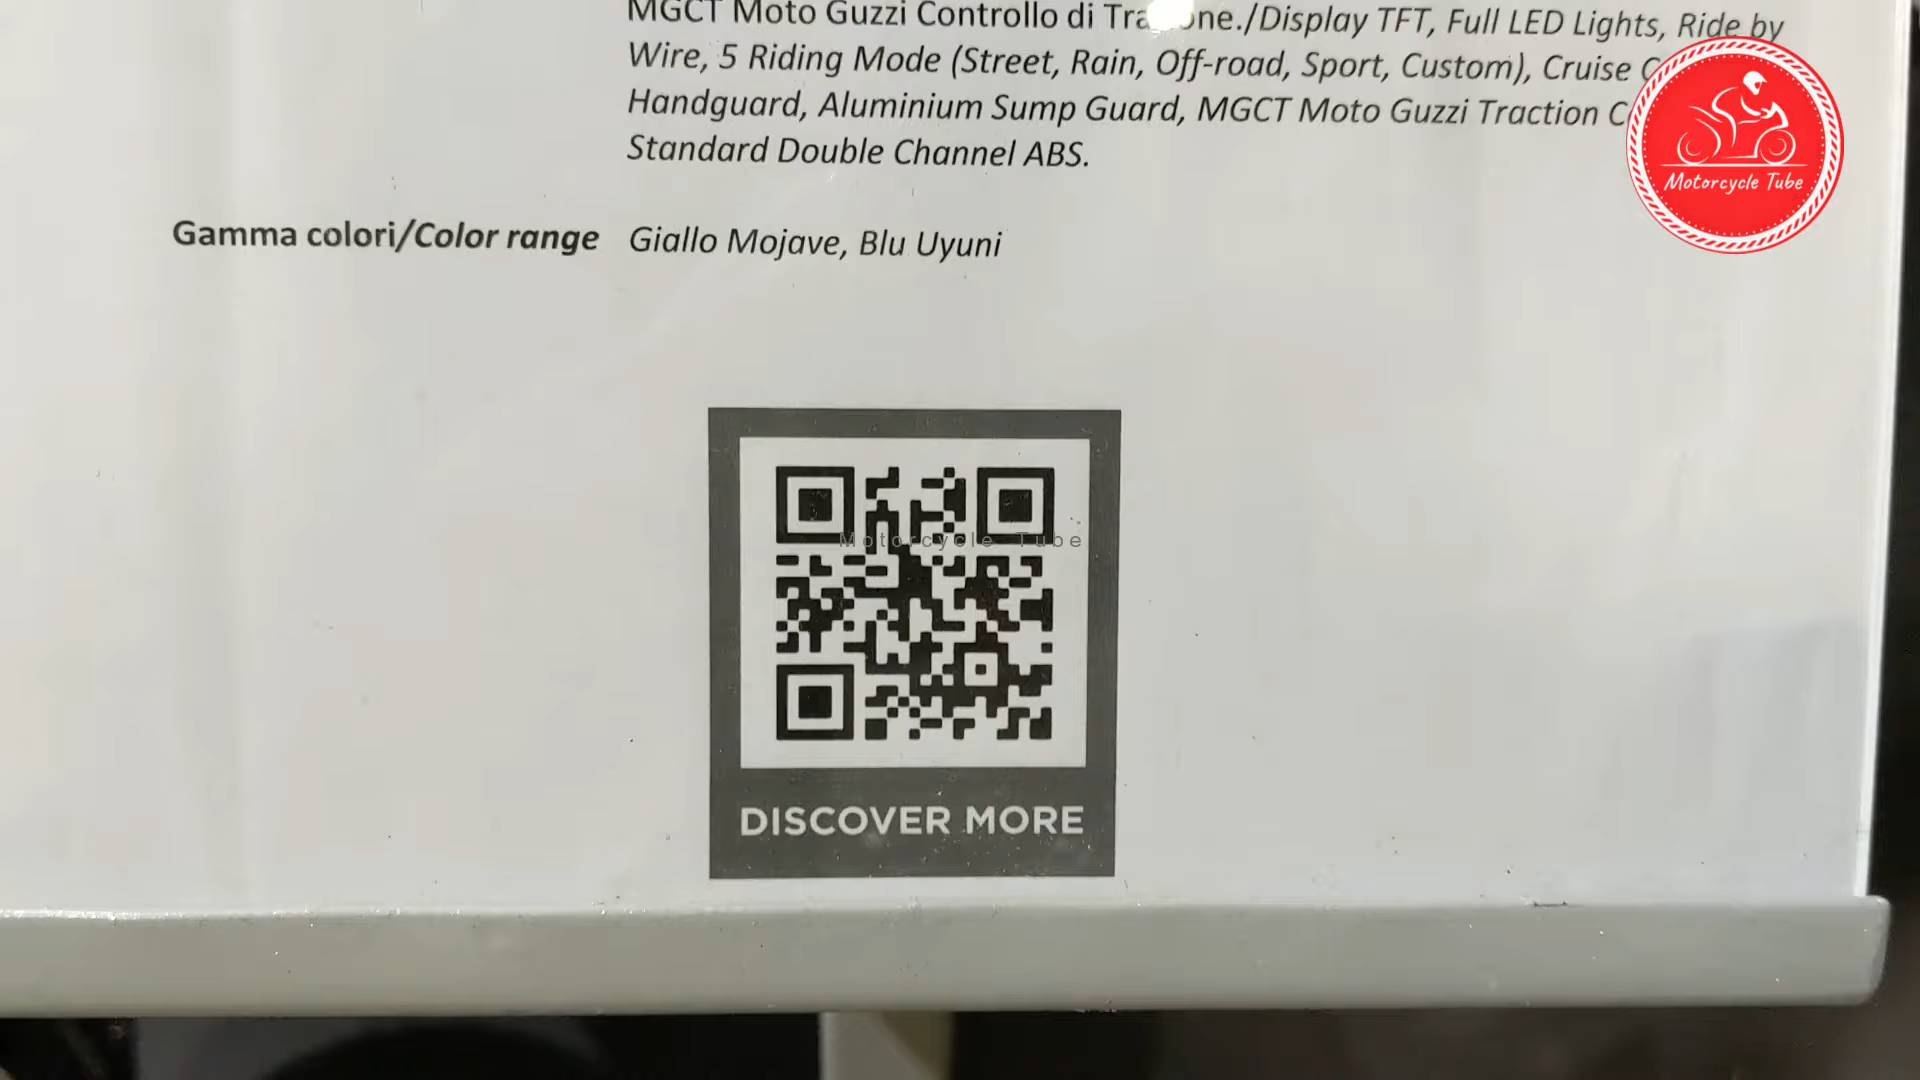 MGCT Moto Guzzi Controllo di ./Display TFT, Full LED Lights, Ride by
Wire, 5 Riding Mode (Street, Rain, Off-road, Sport, Custom), Cruise
Handguard, Aluminium Sump Guard, MGCT Moto Guzzi Traction
Standard Double Channel ABS.
Gamma colori/Color range Giallo Mojave, Blu Uyuni
Motorcycle Tube
Motorcycle Tube
DISCOVER MORE